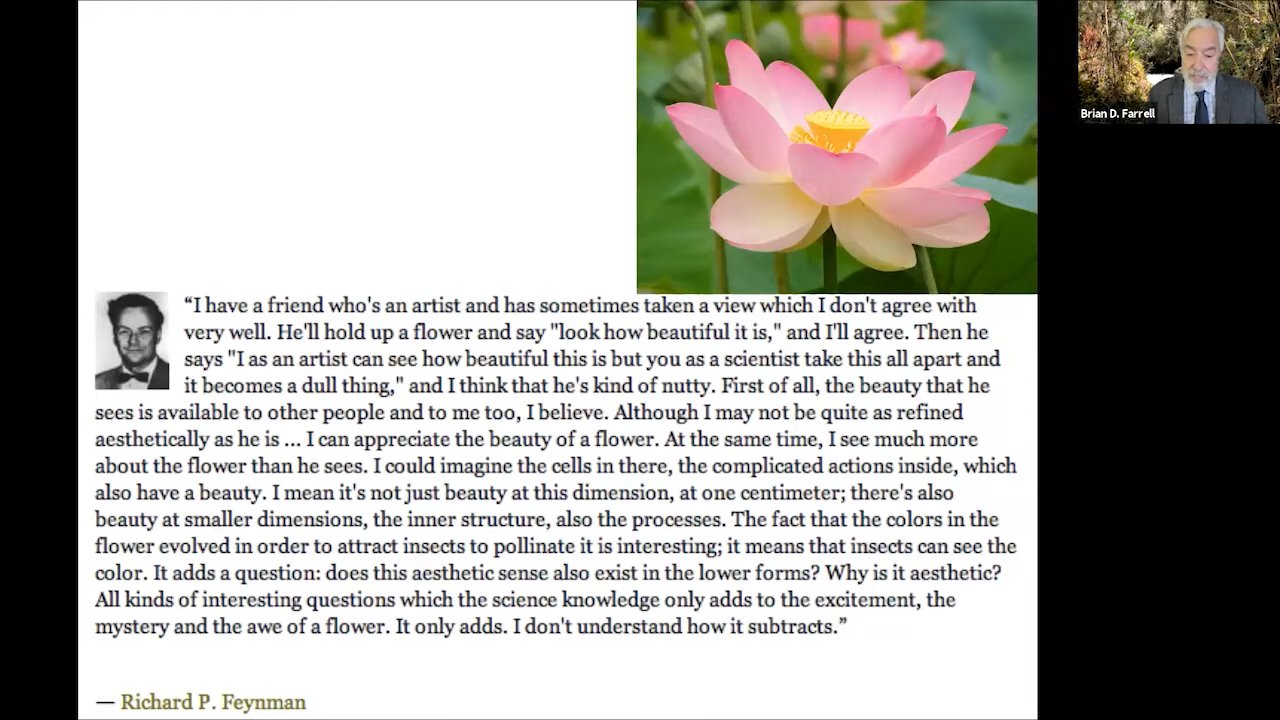 Brian D. Farrell
“I have a friend who's an artist and has sometimes taken a view which I don't agree with
very well. He'll hold up a flower and say "look how beautiful it is," and I'll agree. Then he
says "I as an artist can see how beautiful this is but you as a scientist take this all apart and
it becomes a dull thing," and I think that he's kind of nutty. First of all, the beauty that he
sees is available to other people and to me too, I believe. Although I may not be quite as refined
aesthetically as he is ... I can appreciate the beauty of a flower. At the same time, I see much more
about the flower than he sees. I could imagine the cells in there, the complicated actions inside, which
also have a beauty. I mean it's not just beauty at this dimension, at one centimeter; there's also
beauty at smaller dimensions, the inner structure, also the processes. The fact that the colors in the
flower evolved in order to attract insects to pollinate it is interesting; it means that insects can see the
color. It adds a question: does this aesthetic sense also exist in the lower forms? Why is it aesthetic?
All kinds of interesting questions which the science knowledge only adds to the excitement, the
mystery and the awe of a flower. It only adds. I don't understand how it subtracts.”
— Richard P. Feynman